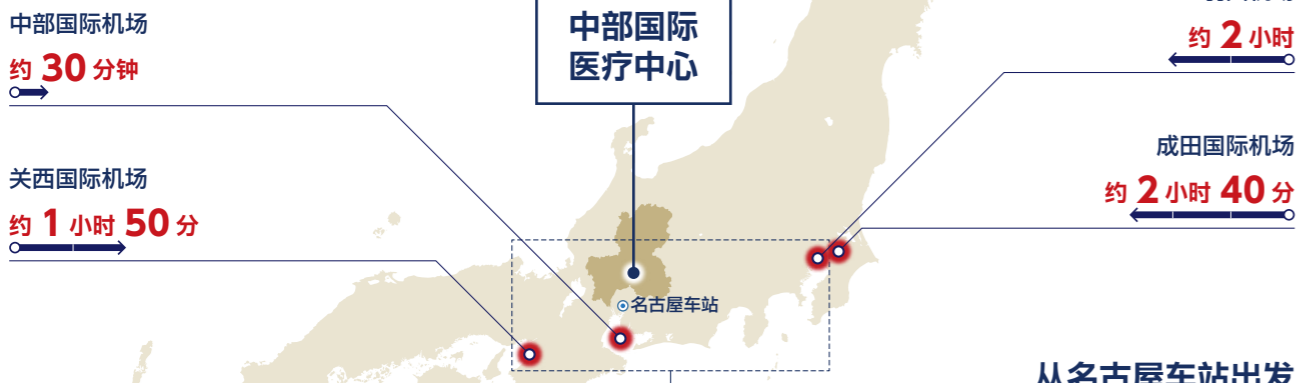 中部国际机场
约 30 分钟
关西国际机场
约 1 小时 50 分
中部国际
医疗中心
名古屋车站
约 2 小时
成田国际机场
约 2 小时 40 分
从名古屋车站出发